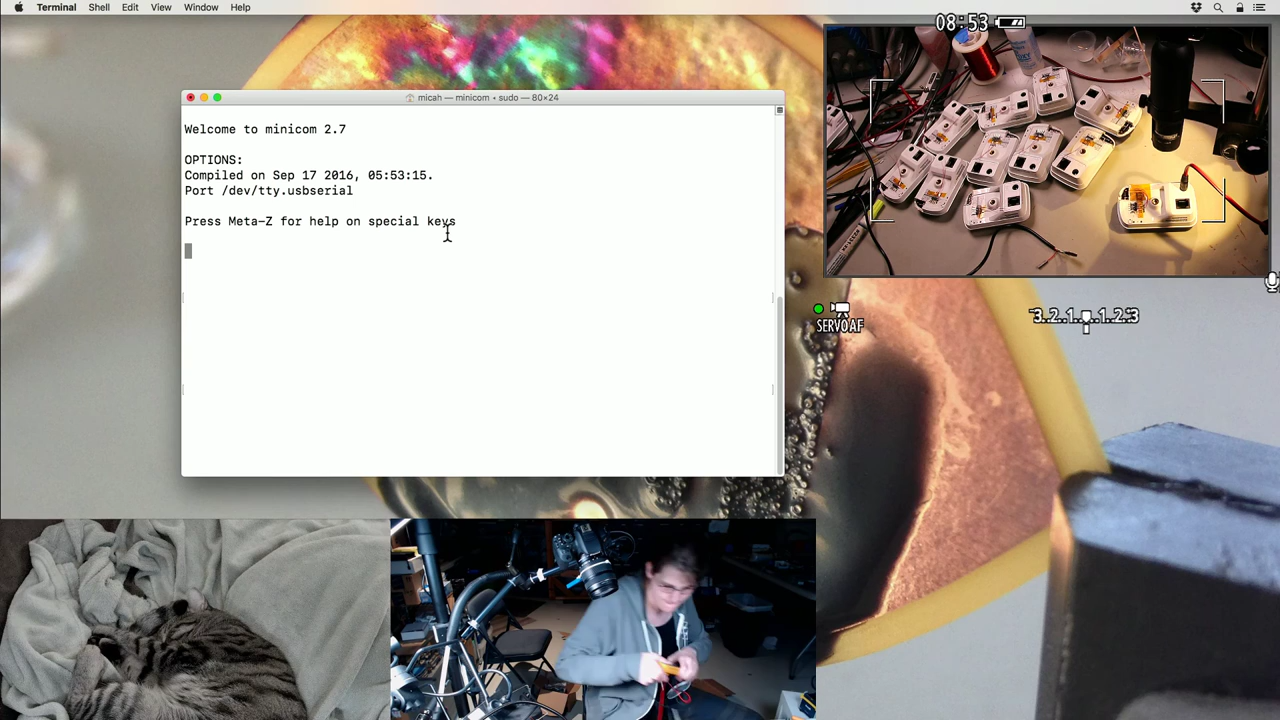 Terminal Shell Edit View Window Help
08:53
micah — minicom • sudo — 80×24
Welcome to minicom 2.7
OPTIONS:
Compiled on Sep 17 2016, 05:53:15.
Port /dev/tty.usbserial
Press Meta-Z for help on special keys
SERVO AF
3..2..1..1..2..3